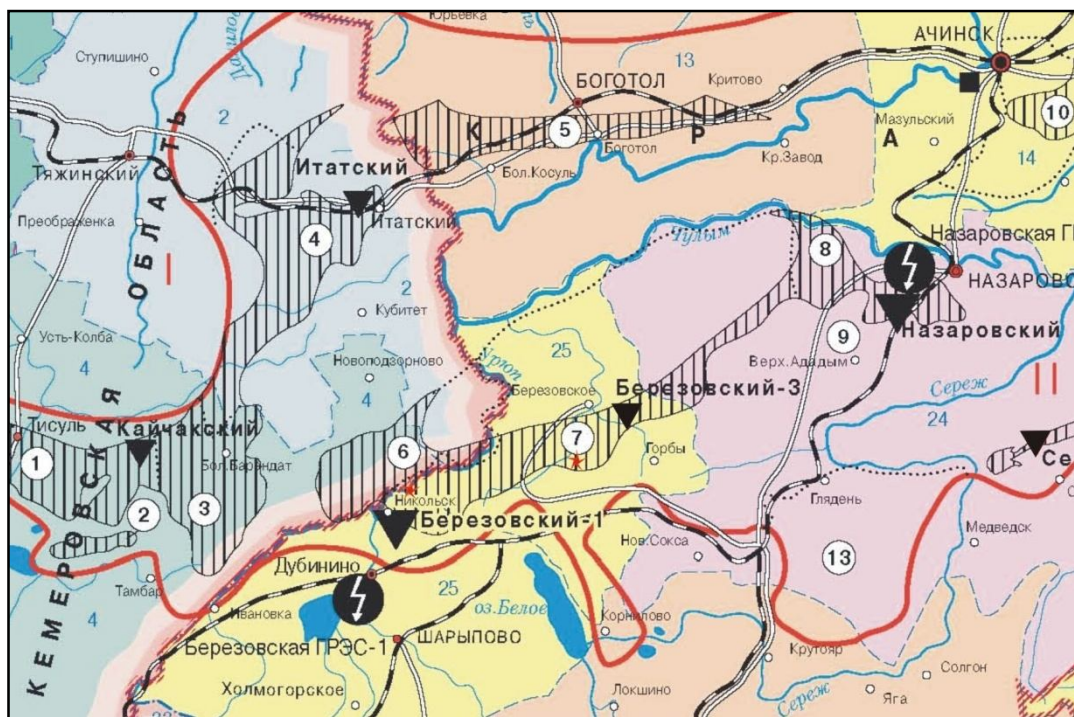 Юрьевка
АЧИНСК
Ступишино
13
БОГОТОЛ
Критово
2
К
Р
А
5
Боготол
Мазульский
10
14
Тяжинский
Итатский
Бол.Косуль
Кр.Завод
Итатский
Преображенка
ОБЛАСТЬ
I
4
Чулым
8
Назаровская Г
НАЗАРОВО
2
Кубитет
Назаровский
Усть-Колба
4
Новоподзорново
4
Урюп
25
9
Верх.Ададым
Сереж
II
Березовское
Березовский-3
24
Тисуль
Кайчакский
7
Горбы
Се
1
Бол.Барандат
6
2
3
Никольск
Глядень
Березовский-1
Нов.Сокса
Медведск
КЕМЕРОВСКАЯ
Тамбар
Дубинино
13
4
Ивановка
25
оз.Белое
Корнилово
Березовская ГРЭС-1
ШАРЫПОВО
Крутояр
Солгон
Холмогорское
Локшино
Сереж
Яга